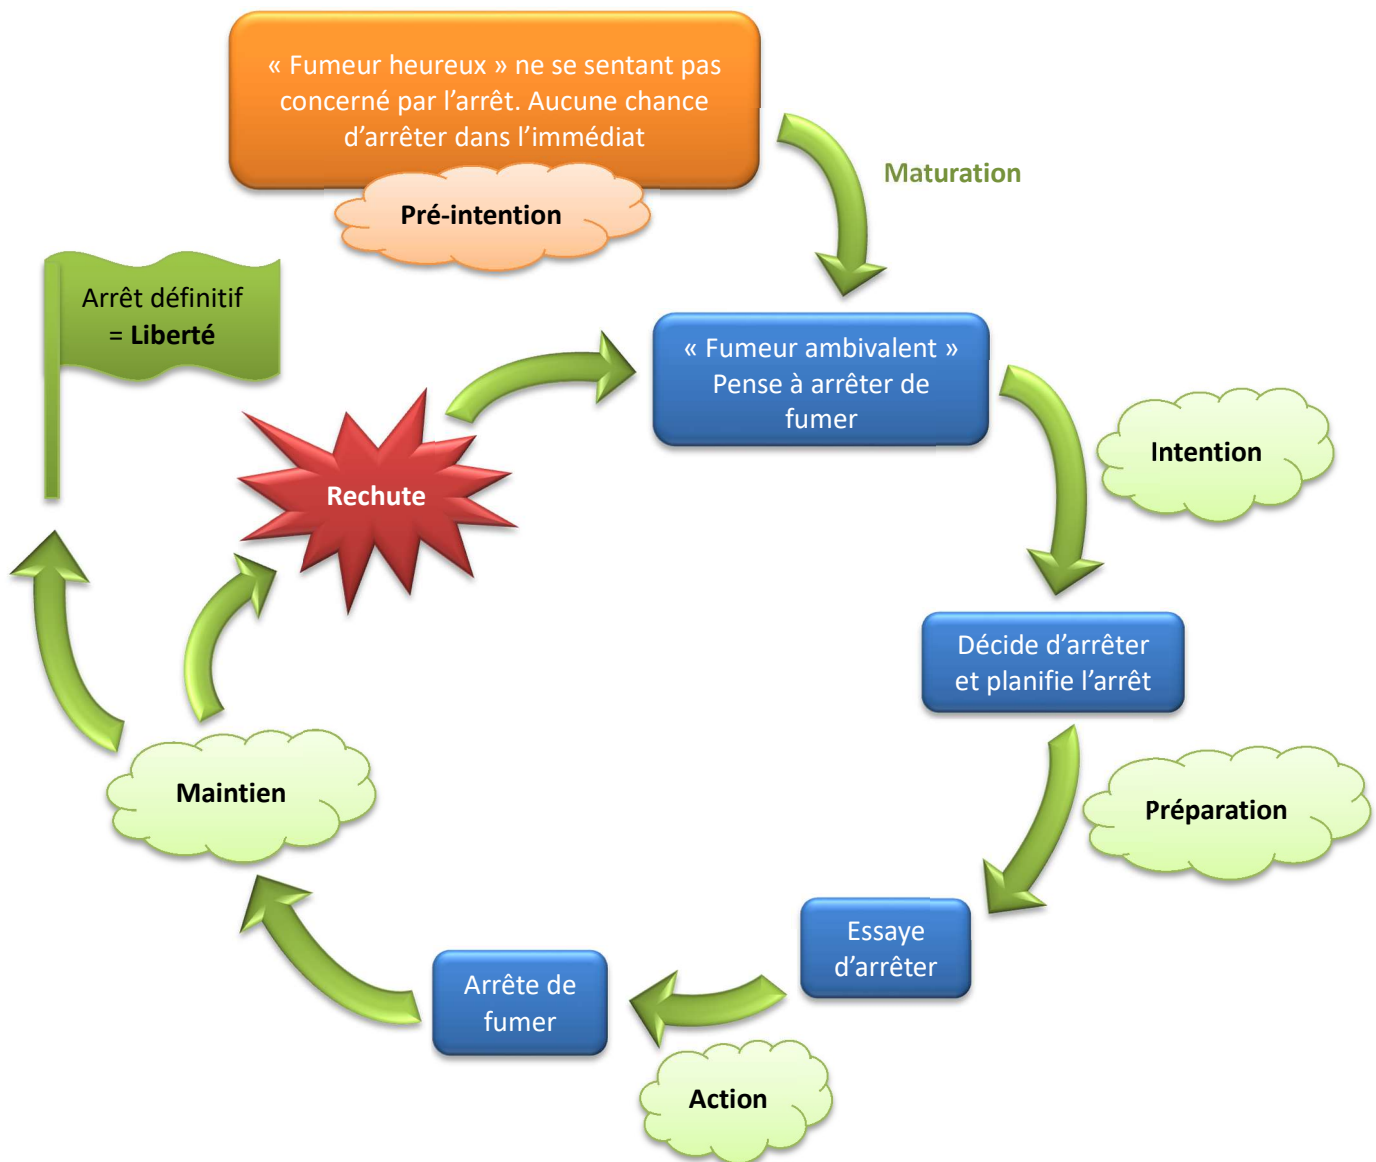 « Fumeur heureux » ne se sentant pas
concerné par l’arrêt. Aucune chance
d’arrêter dans l’immédiat
Pré-intention
Maturation
Arrêt définitif
= Liberté
« Fumeur ambivalent »
Pense à arrêter de
fumer
Intention
Rechute
Décide d’arrêter
et planifie l’arrêt
Maintien
Préparation
Essaye
d’arrêter
Arrête de
fumer
Action